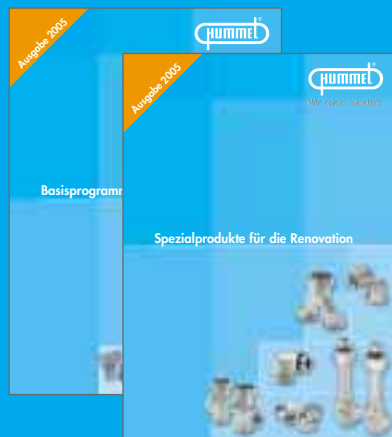 Ausgabe 2005
HUMMEL
Basisprogramm
Ausgabe 2005
HUMMEL
Spezialprodukte für die Renovation